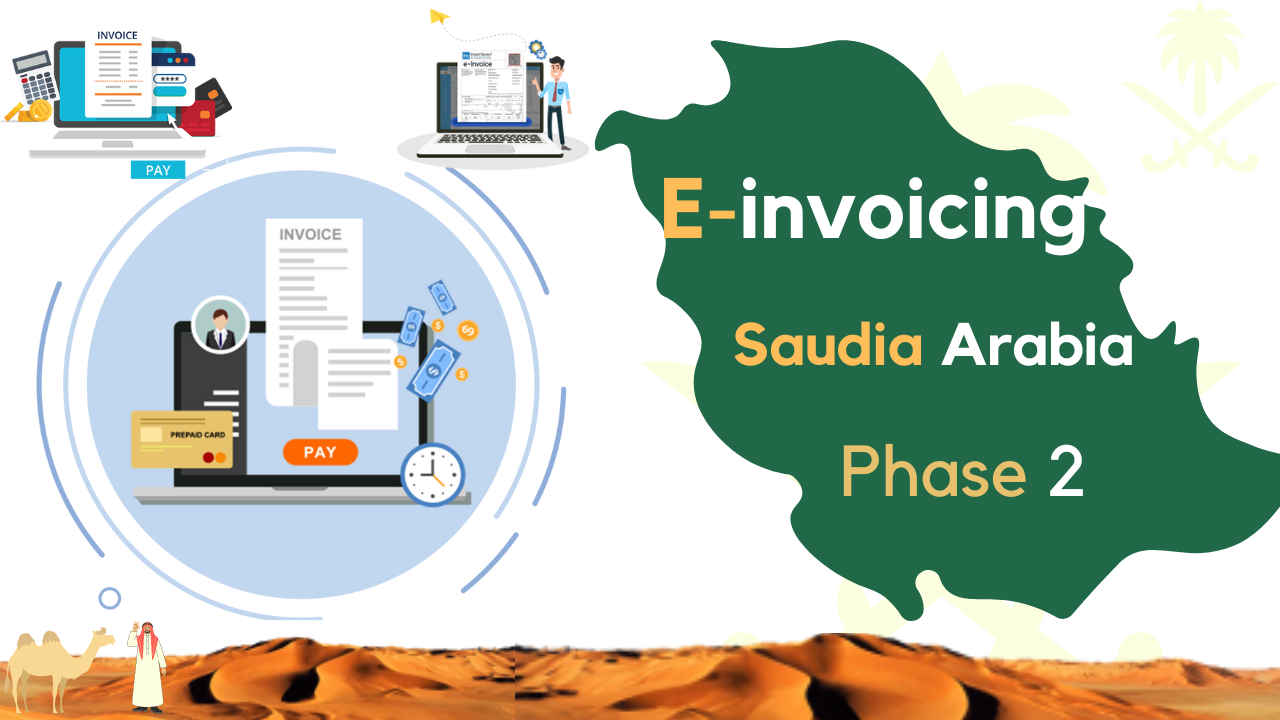 INVOICE
****
PAY
e-Invoice
INVOICE
PREPAID CARD
PAY
E-invoicing
Saudia Arabia
Phase 2